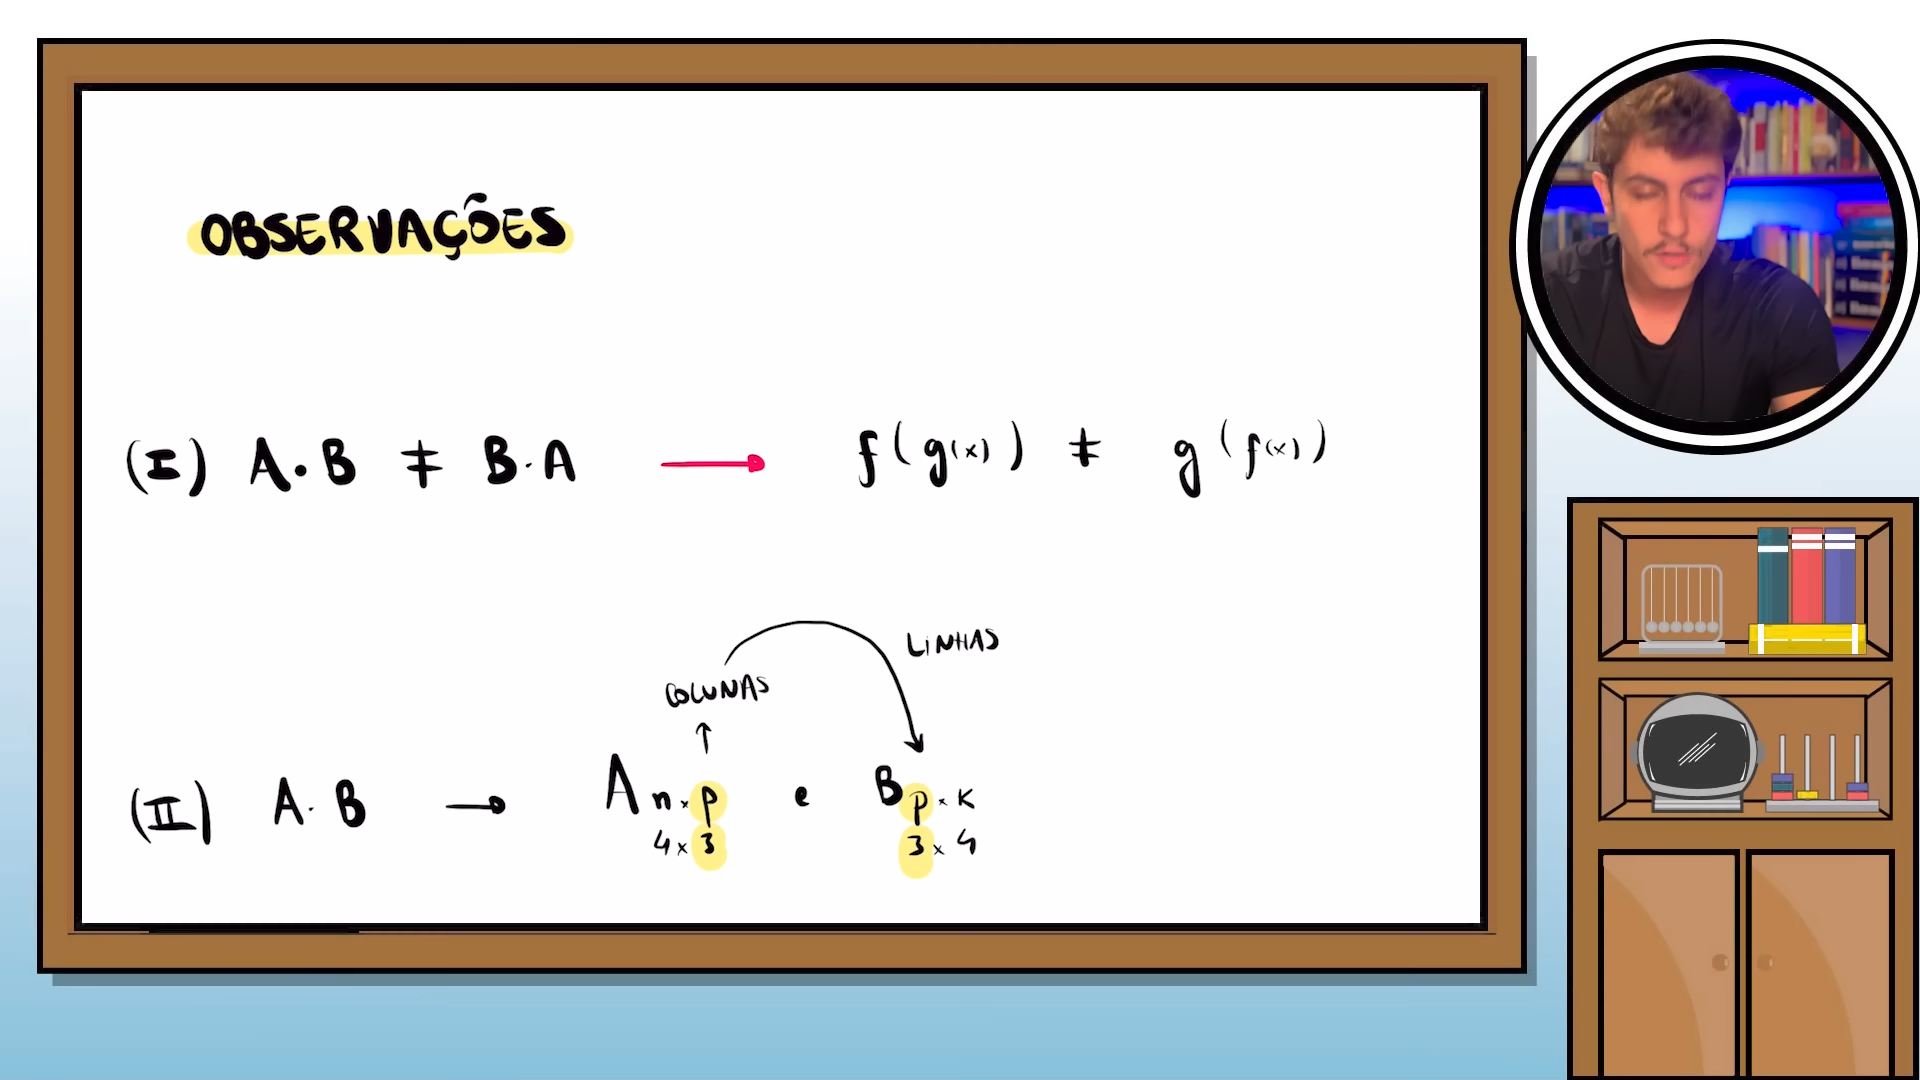 OBSERVAÇÕES
(I) A·B ≠ B·A → f(g(x)) ≠ g(f(x))
LINHAS
COLUNAS
↑
(II) A·B → A n×p e B p×K
4×3 3×4